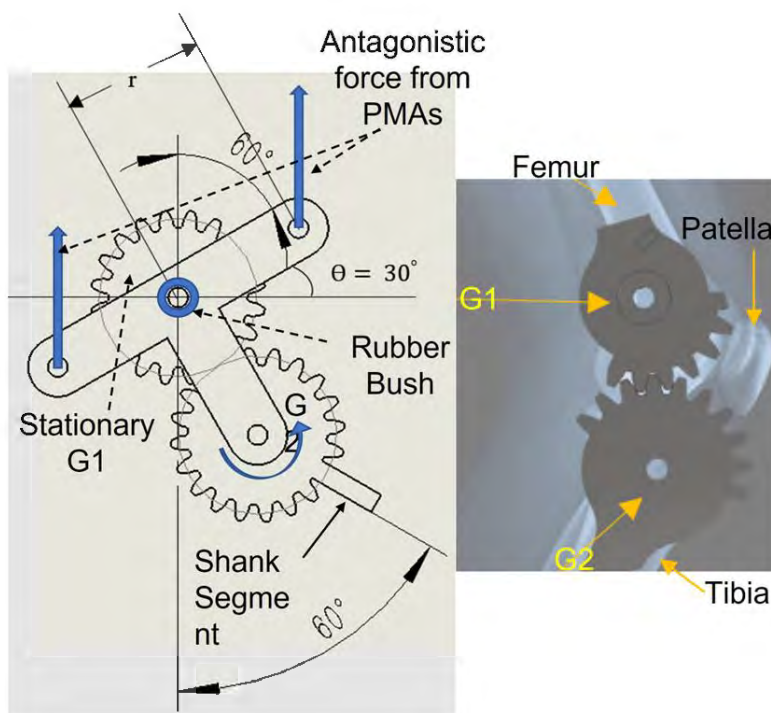 Antagonistic
force from
PMAs
r
60°
Femur
Patella
Θ = 30°
G1
Rubber
Bush
Stationary
G1
G
2
Shank
Segme
nt
60°
G2
Tibia